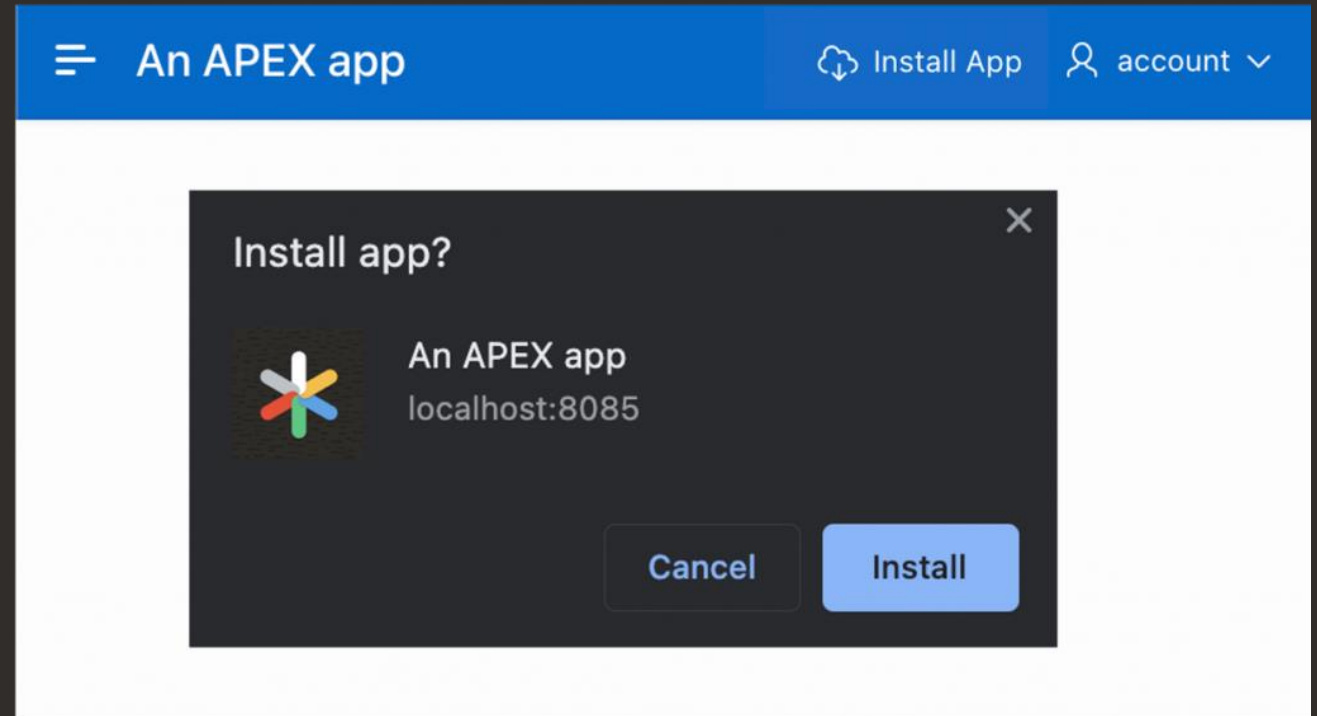 An APEX app
Install App
account
Install app?
An APEX app
localhost:8085
Cancel
Install